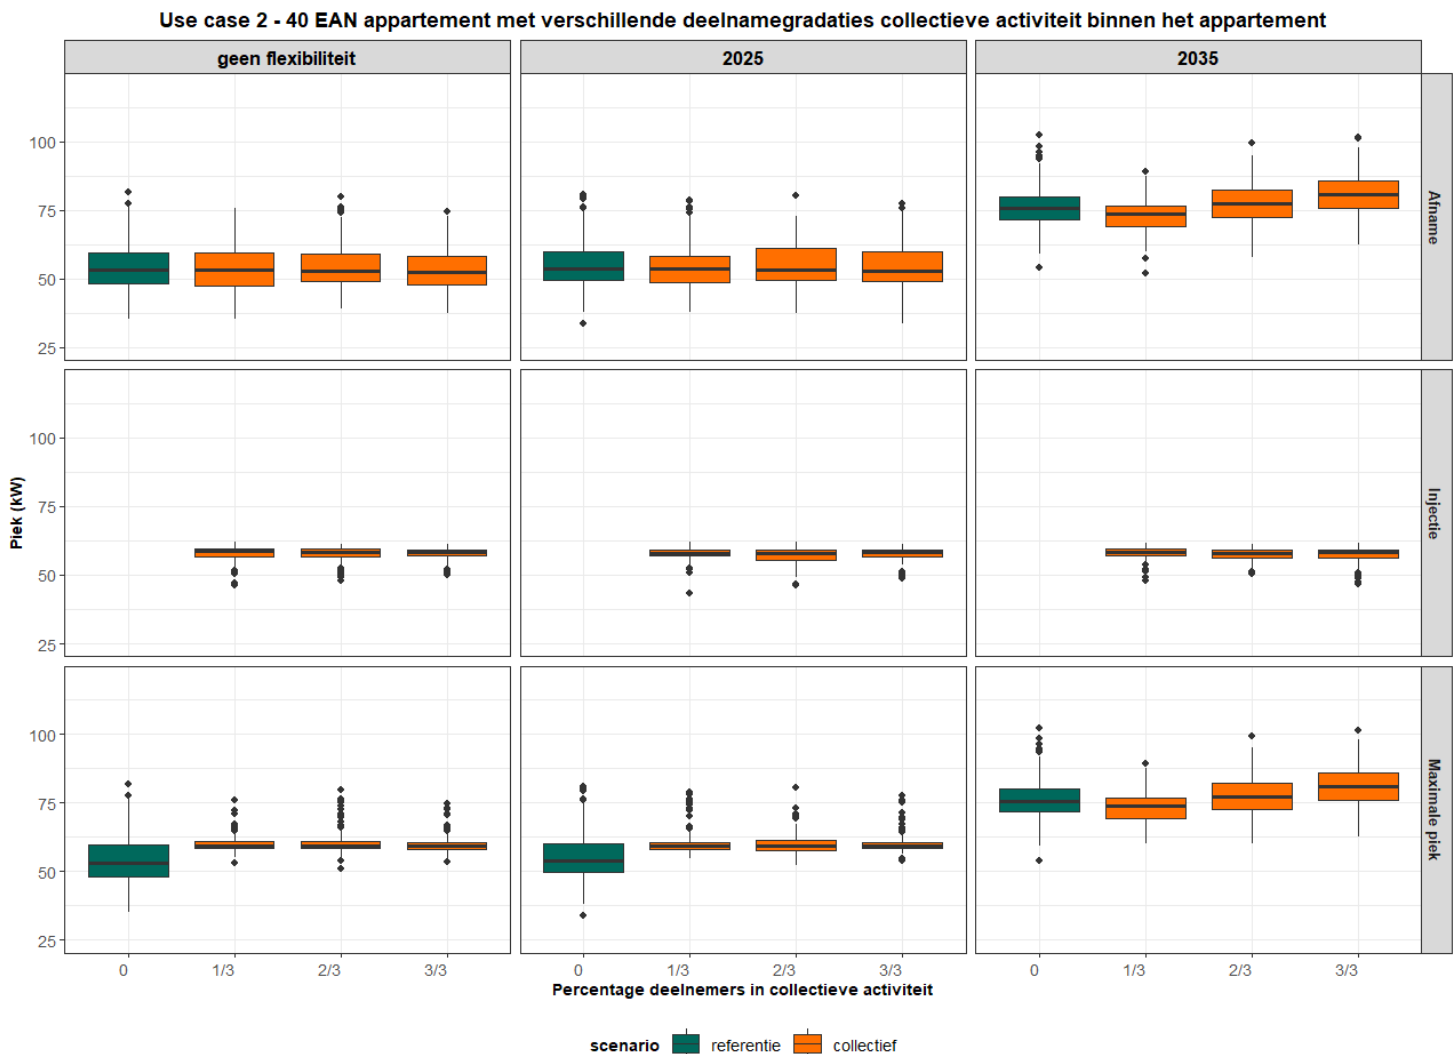 Use case 2 - 40 EAN appartement met verschillende deelnamegradaties collectieve activiteit binnen het appartement
geen flexibiliteit 2025 2035
100
75
50
25
Afname
100
75
50
25
Injectie
100
75
50
25
Maximale piek
Piek (kW)
0 1/3 2/3 3/3 0 1/3 2/3 3/3 0 1/3 2/3 3/3
Percentage deelnemers in collectieve activiteit
scenario referentie collectief